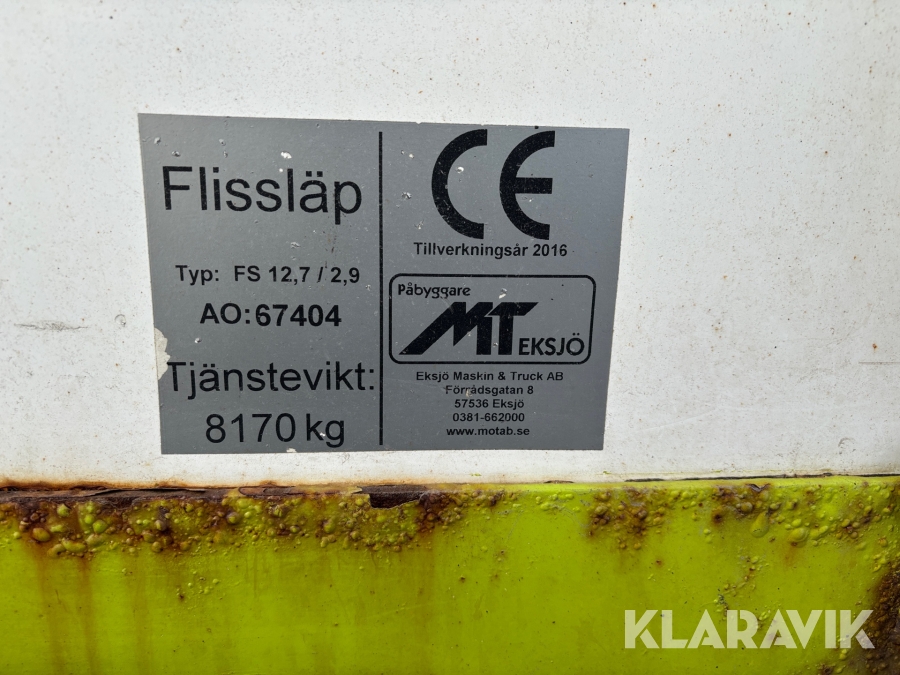 Flissläp
Typ: FS 12,7 / 2,9
AO:67404
Tjänstevikt:
8170 kg
CE
Tillverkningsår 2016
Påbyggare
MT EKSJÖ
Eksjö Maskin & Truck AB
Förrådsgatan 8
57536 Eksjö
0381-662000
www.motab.se
KLARAVIK